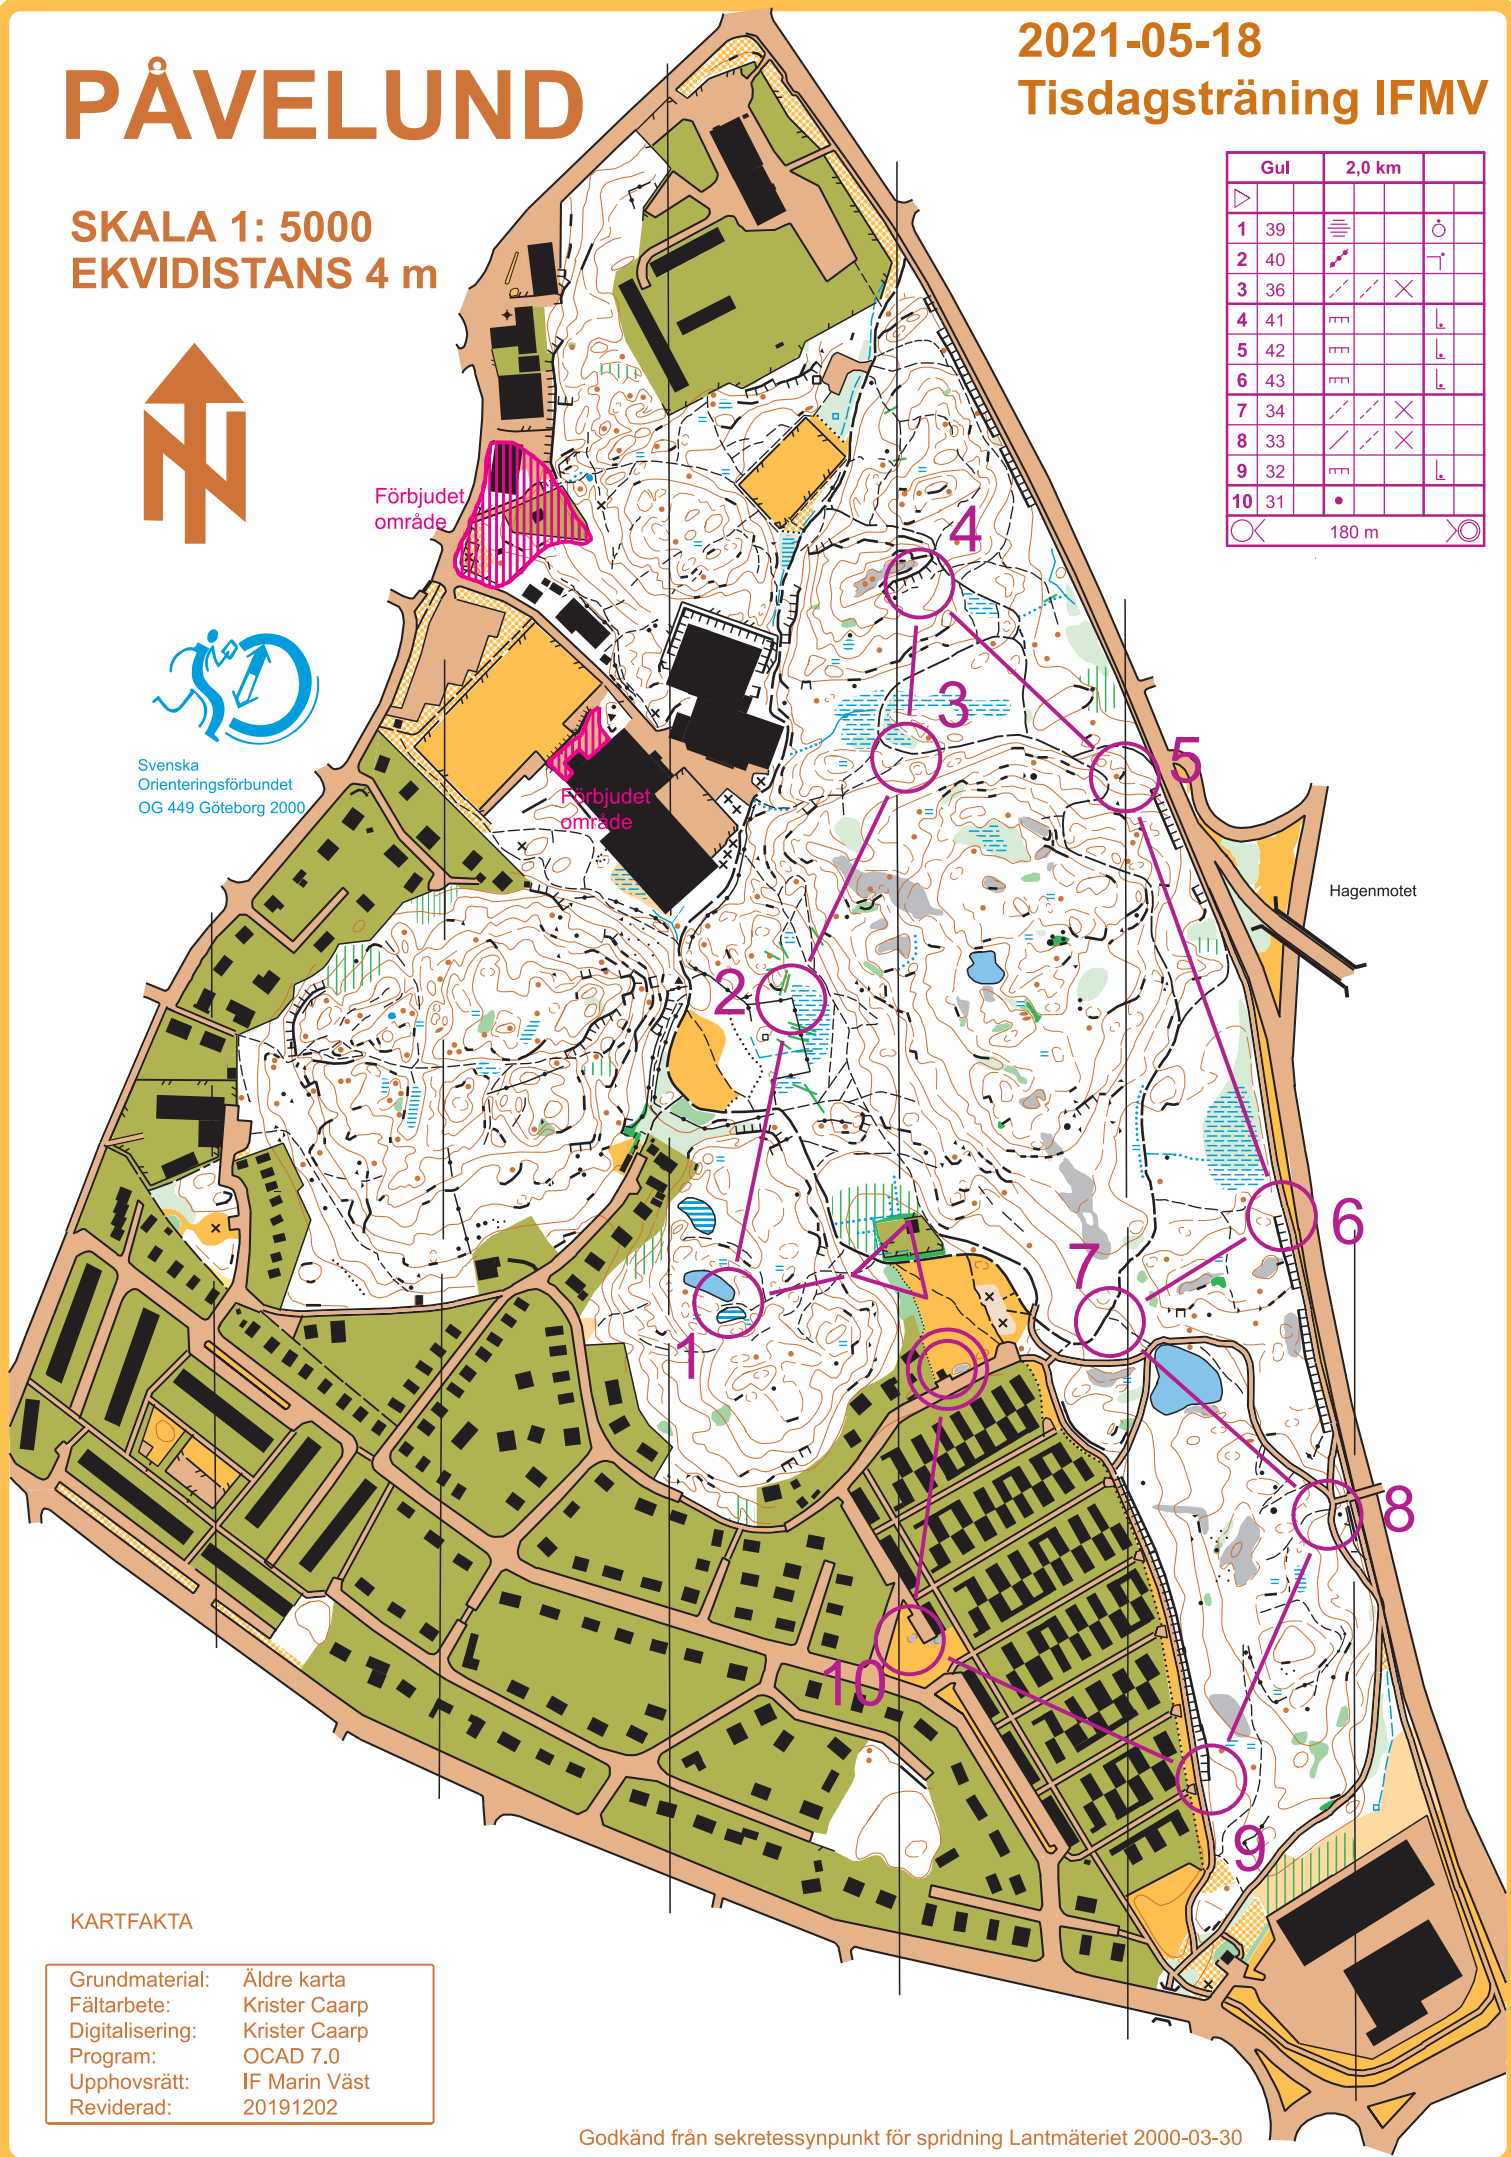 PÅVELUND
2021-05-18
Tisdagsträning IFMV
SKALA 1: 5000
EKVIDISTANS 4 m
Gul 2,0 km
1 39
2 40
3 36
4 41
5 42
6 43
7 34
8 33
9 32
10 31
180 m
N
Förbjudet
område
4
Svenska
Orienteringsförbundet
OG 449 Göteborg 2000
3
5
Förbjudet
område
Hagenmotet
2
6
7
1
8
10
9
KARTFAKTA
Grundmaterial: Äldre karta
Fältarbete: Krister Caarp
Digitalisering: Krister Caarp
Program: OCAD 7.0
Upphovsrätt: IF Marin Väst
Reviderad: 20191202
Godkänd från sekretessynpunkt för spridning Lantmäteriet 2000-03-30